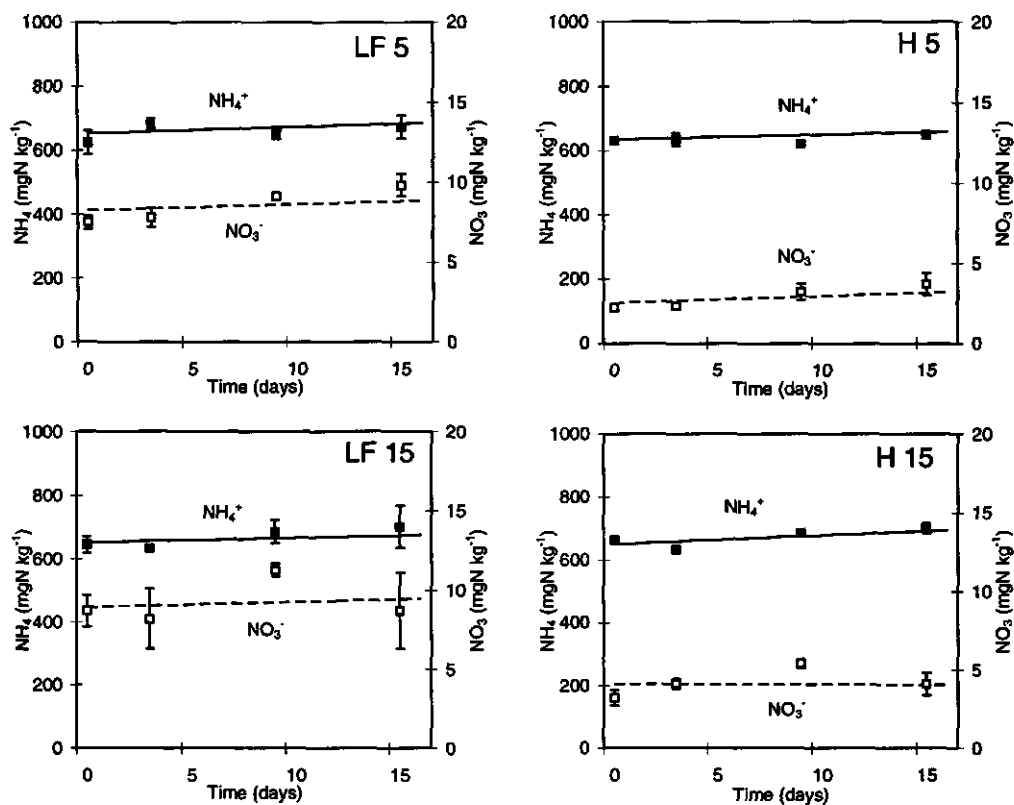 LF 5
1000
800
600
400
200
0
NH₄ (mgN kg⁻¹)
20
15
10
5
0
NO₃ (mgN kg⁻¹)
NH₄⁺
NO₃⁻
0 5 10 15
Time (days)
H 5
1000
800
600
400
200
0
NH₄ (mgN kg⁻¹)
20
15
10
5
0
NO₃ (mgN kg⁻¹)
NH₄⁺
NO₃⁻
0 5 10 15
Time (days)
LF 15
1000
800
600
400
200
0
NH₄ (mgN kg⁻¹)
20
15
10
5
0
NO₃ (mgN kg⁻¹)
NH₄⁺
NO₃⁻
0 5 10 15
Time (days)
H 15
1000
800
600
400
200
0
NH₄ (mgN kg⁻¹)
20
15
10
5
0
NO₃ (mgN kg⁻¹)
NH₄⁺
NO₃⁻
0 5 10 15
Time (days)